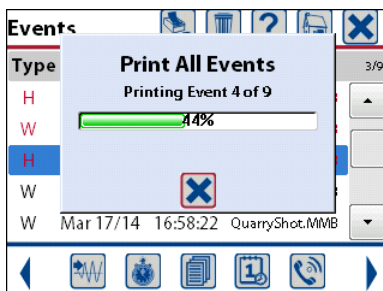 Events
?
Type
3/9
Print All Events
Printing Event 4 of 9
44%
H
W
H
W
W Mar 17/14 16:58:22 QuarryShot.MMB
1